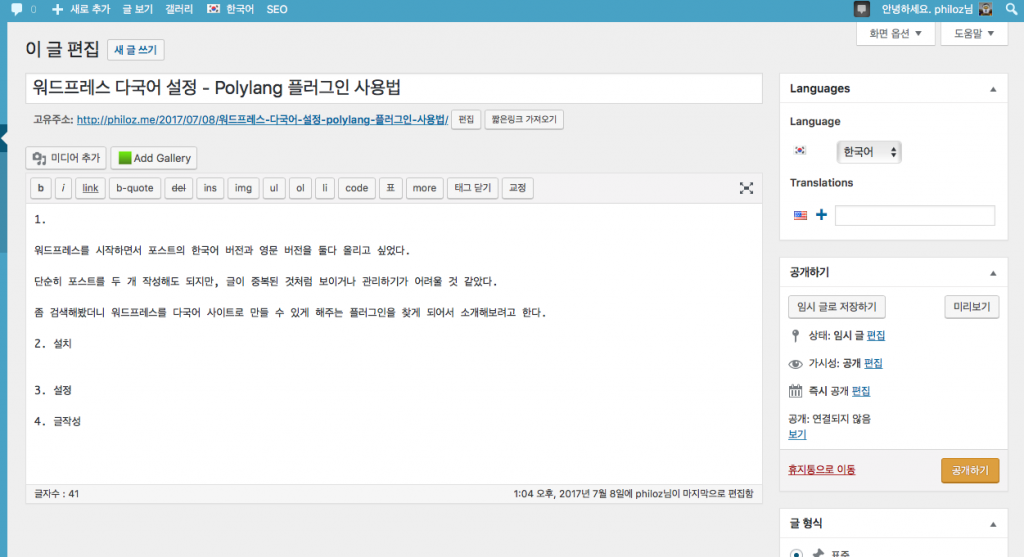 0 새로 추가 글 보기 갤러리 한국어 SEO 안녕하세요. philoz님
화면 옵션 도움말
이 글 편집 새 글 쓰기
워드프레스 다국어 설정 - Polylang 플러그인 사용법
고유주소: http://philoz.me/2017/07/08/워드프레스-다국어-설정-polylang-플러그인-사용법/ 편집 짧은링크 가져오기
미디어 추가 Add Gallery
b i link b-quote del ins img ul ol li code 표 more 태그 닫기 교정
1.
워드프레스를 시작하면서 포스트의 한국어 버전과 영문 버전을 둘다 올리고 싶었다.
단순히 포스트를 두 개 작성해도 되지만, 글이 중복된 것처럼 보이거나 관리하기가 어려울 것 같았다.
좀 검색해봤더니 워드프레스를 다국어 사이트로 만들 수 있게 해주는 플러그인을 찾게 되어서 소개해보려고 한다.
2. 설치
3. 설정
4. 글작성
글자수 : 41 1:04 오후, 2017년 7월 8일에 philoz님이 마지막으로 편집함
Languages
Language
한국어
Translations
공개하기
임시 글로 저장하기 미리보기
상태: 임시 글 편집
가시성: 공개 편집
즉시 공개 편집
공개: 연결되지 않음
보기
휴지통으로 이동 공개하기
글 형식
표준